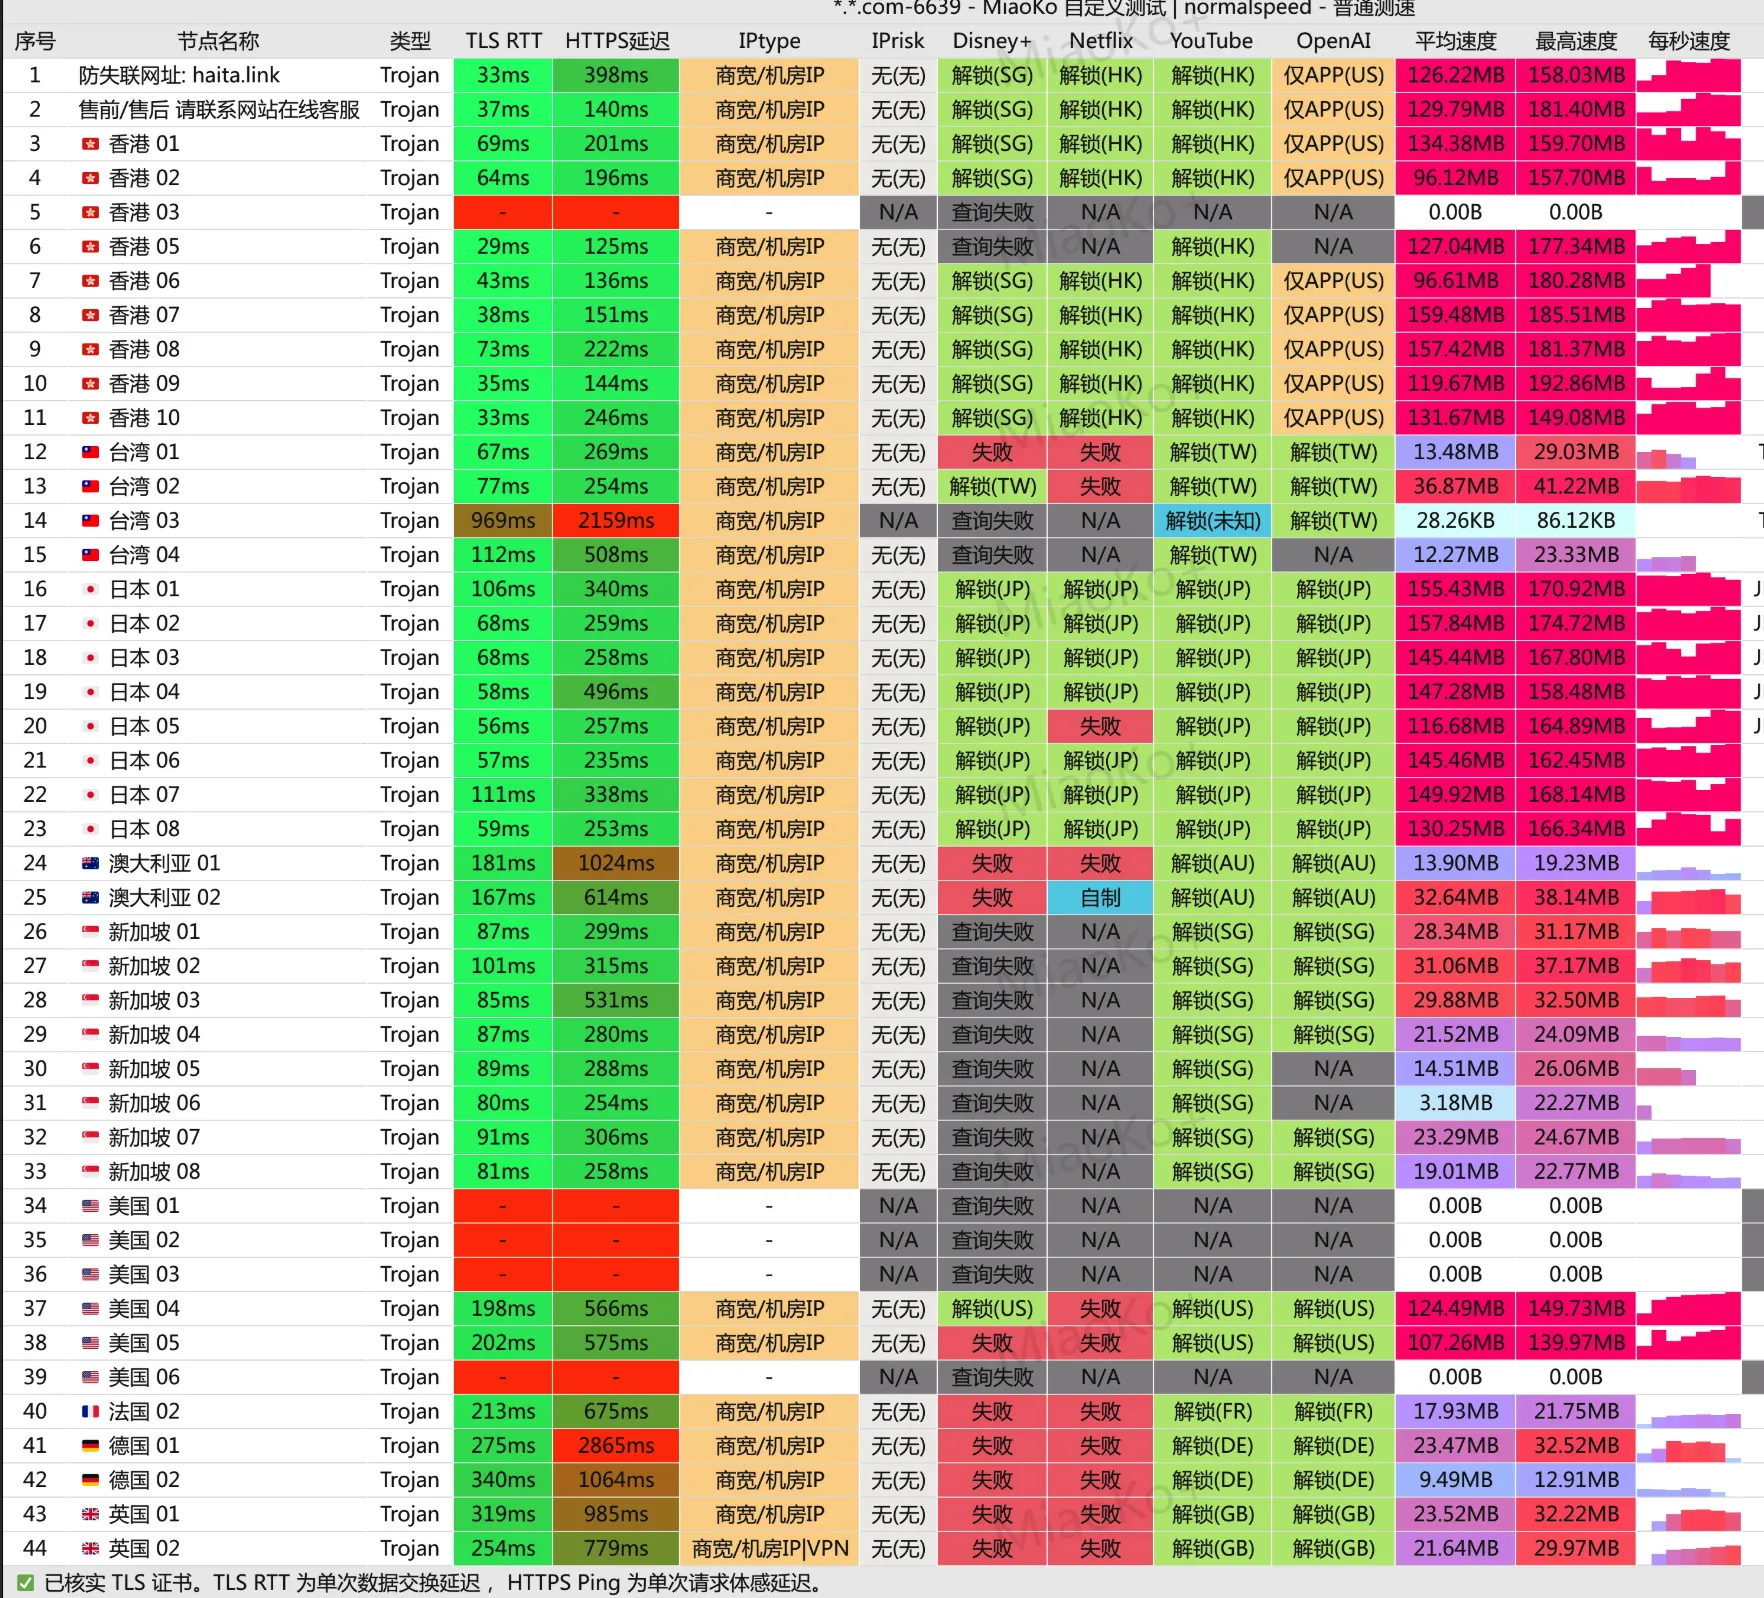 *.*.com-6639 - MiaoKo 自定义测试 | normalspeed - 普通测速
序号 节点名称 类型 TLS RTT HTTPS延迟 IPtype IPrisk Disney+ Netflix YouTube OpenAI 平均速度 最高速度 每秒速度
1 防失联网址: haita.link Trojan 33ms 398ms 商宽/机房IP 无(无) 解锁(SG) 解锁(HK) 解锁(HK) 仅APP(US) 126.22MB 158.03MB
2 售前/售后 请联系网站在线客服 Trojan 37ms 140ms 商宽/机房IP 无(无) 解锁(SG) 解锁(HK) 解锁(HK) 仅APP(US) 129.79MB 181.40MB
3 香港 01 Trojan 69ms 201ms 商宽/机房IP 无(无) 解锁(SG) 解锁(HK) 解锁(HK) 仅APP(US) 134.38MB 159.70MB
4 香港 02 Trojan 64ms 196ms 商宽/机房IP 无(无) 解锁(SG) 解锁(HK) 解锁(HK) 仅APP(US) 96.12MB 157.70MB
5 香港 03 Trojan - - - N/A 查询失败 N/A N/A N/A 0.00B 0.00B
6 香港 05 Trojan 29ms 125ms 商宽/机房IP 无(无) 查询失败 N/A 解锁(HK) N/A 127.04MB 177.34MB
7 香港 06 Trojan 43ms 136ms 商宽/机房IP 无(无) 解锁(SG) 解锁(HK) 解锁(HK) 仅APP(US) 96.61MB 180.28MB
8 香港 07 Trojan 38ms 151ms 商宽/机房IP 无(无) 解锁(SG) 解锁(HK) 解锁(HK) 仅APP(US) 159.48MB 185.51MB
9 香港 08 Trojan 73ms 222ms 商宽/机房IP 无(无) 解锁(SG) 解锁(HK) 解锁(HK) 仅APP(US) 157.42MB 181.37MB
10 香港 09 Trojan 35ms 144ms 商宽/机房IP 无(无) 解锁(SG) 解锁(HK) 解锁(HK) 仅APP(US) 119.67MB 192.86MB
11 香港 10 Trojan 33ms 246ms 商宽/机房IP 无(无) 解锁(SG) 解锁(HK) 解锁(HK) 仅APP(US) 131.67MB 149.08MB
12 台湾 01 Trojan 67ms 269ms 商宽/机房IP 无(无) 失败 失败 解锁(TW) 解锁(TW) 13.48MB 29.03MB
13 台湾 02 Trojan 77ms 254ms 商宽/机房IP 无(无) 解锁(TW) 失败 解锁(TW) 解锁(TW) 36.87MB 41.22MB
14 台湾 03 Trojan 969ms 2159ms 商宽/机房IP N/A 查询失败 N/A 解锁(未知) 解锁(TW) 28.26KB 86.12KB
15 台湾 04 Trojan 112ms 508ms 商宽/机房IP 无(无) 查询失败 N/A 解锁(TW) N/A 12.27MB 23.33MB
16 日本 01 Trojan 106ms 340ms 商宽/机房IP 无(无) 解锁(JP) 解锁(JP) 解锁(JP) 解锁(JP) 155.43MB 170.92MB
17 日本 02 Trojan 68ms 259ms 商宽/机房IP 无(无) 解锁(JP) 解锁(JP) 解锁(JP) 解锁(JP) 157.84MB 174.72MB
18 日本 03 Trojan 68ms 258ms 商宽/机房IP 无(无) 解锁(JP) 解锁(JP) 解锁(JP) 解锁(JP) 145.44MB 167.80MB
19 日本 04 Trojan 58ms 496ms 商宽/机房IP 无(无) 解锁(JP) 解锁(JP) 解锁(JP) 解锁(JP) 147.28MB 158.48MB
20 日本 05 Trojan 56ms 257ms 商宽/机房IP 无(无) 解锁(JP) 失败 解锁(JP) 解锁(JP) 116.68MB 164.89MB
21 日本 06 Trojan 57ms 235ms 商宽/机房IP 无(无) 解锁(JP) 解锁(JP) 解锁(JP) 解锁(JP) 145.46MB 162.45MB
22 日本 07 Trojan 111ms 338ms 商宽/机房IP 无(无) 解锁(JP) 解锁(JP) 解锁(JP) 解锁(JP) 149.92MB 168.14MB
23 日本 08 Trojan 59ms 253ms 商宽/机房IP 无(无) 解锁(JP) 解锁(JP) 解锁(JP) 解锁(JP) 130.25MB 166.34MB
24 澳大利亚 01 Trojan 181ms 1024ms 商宽/机房IP 无(无) 失败 失败 解锁(AU) 解锁(AU) 13.90MB 19.23MB
25 澳大利亚 02 Trojan 167ms 614ms 商宽/机房IP 无(无) 失败 自制 解锁(AU) 解锁(AU) 32.64MB 38.14MB
26 新加坡 01 Trojan 87ms 299ms 商宽/机房IP 无(无) 查询失败 N/A 解锁(SG) 解锁(SG) 28.34MB 31.17MB
27 新加坡 02 Trojan 101ms 315ms 商宽/机房IP 无(无) 查询失败 N/A 解锁(SG) 解锁(SG) 31.06MB 37.17MB
28 新加坡 03 Trojan 85ms 531ms 商宽/机房IP 无(无) 查询失败 N/A 解锁(SG) 解锁(SG) 29.88MB 32.50MB
29 新加坡 04 Trojan 87ms 280ms 商宽/机房IP 无(无) 查询失败 N/A 解锁(SG) 解锁(SG) 21.52MB 24.09MB
30 新加坡 05 Trojan 89ms 288ms 商宽/机房IP 无(无) 查询失败 N/A 解锁(SG) N/A 14.51MB 26.06MB
31 新加坡 06 Trojan 80ms 254ms 商宽/机房IP 无(无) 查询失败 N/A 解锁(SG) N/A 3.18MB 22.27MB
32 新加坡 07 Trojan 91ms 306ms 商宽/机房IP 无(无) 查询失败 N/A 解锁(SG) 解锁(SG) 23.29MB 24.67MB
33 新加坡 08 Trojan 81ms 258ms 商宽/机房IP 无(无) 查询失败 N/A 解锁(SG) 解锁(SG) 19.01MB 22.77MB
34 美国 01 Trojan - - - N/A 查询失败 N/A N/A N/A 0.00B 0.00B
35 美国 02 Trojan - - - N/A 查询失败 N/A N/A N/A 0.00B 0.00B
36 美国 03 Trojan - - - N/A 查询失败 N/A N/A N/A 0.00B 0.00B
37 美国 04 Trojan 198ms 566ms 商宽/机房IP 无(无) 解锁(US) 失败 解锁(US) 解锁(US) 124.49MB 149.73MB
38 美国 05 Trojan 202ms 575ms 商宽/机房IP 无(无) 失败 失败 解锁(US) 解锁(US) 107.26MB 139.97MB
39 美国 06 Trojan - - - N/A 查询失败 N/A N/A N/A 0.00B 0.00B
40 法国 02 Trojan 213ms 675ms 商宽/机房IP 无(无) 失败 失败 解锁(FR) 解锁(FR) 17.93MB 21.75MB
41 德国 01 Trojan 275ms 2865ms 商宽/机房IP 无(无) 失败 失败 解锁(DE) 解锁(DE) 23.47MB 32.52MB
42 德国 02 Trojan 340ms 1064ms 商宽/机房IP 无(无) 失败 失败 解锁(DE) 解锁(DE) 9.49MB 12.91MB
43 英国 01 Trojan 319ms 985ms 商宽/机房IP 无(无) 失败 失败 解锁(GB) 解锁(GB) 23.52MB 32.22MB
44 英国 02 Trojan 254ms 779ms 商宽/机房IP|VPN 无(无) 失败 失败 解锁(GB) 解锁(GB) 21.64MB 29.97MB
✅ 已核实 TLS 证书。TLS RTT 为单次数据交换延迟 ，HTTPS Ping 为单次请求体感延迟。